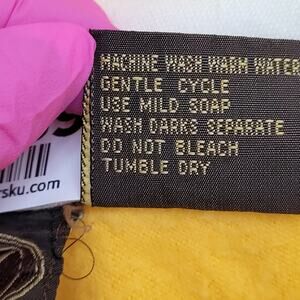 MACHINE WASH WARM WATER
GENTLE CYCLE
USE MILD SOAP
WASH DARKS SEPARATE
DO NOT BLEACH
TUMBLE DRY
rsku.com